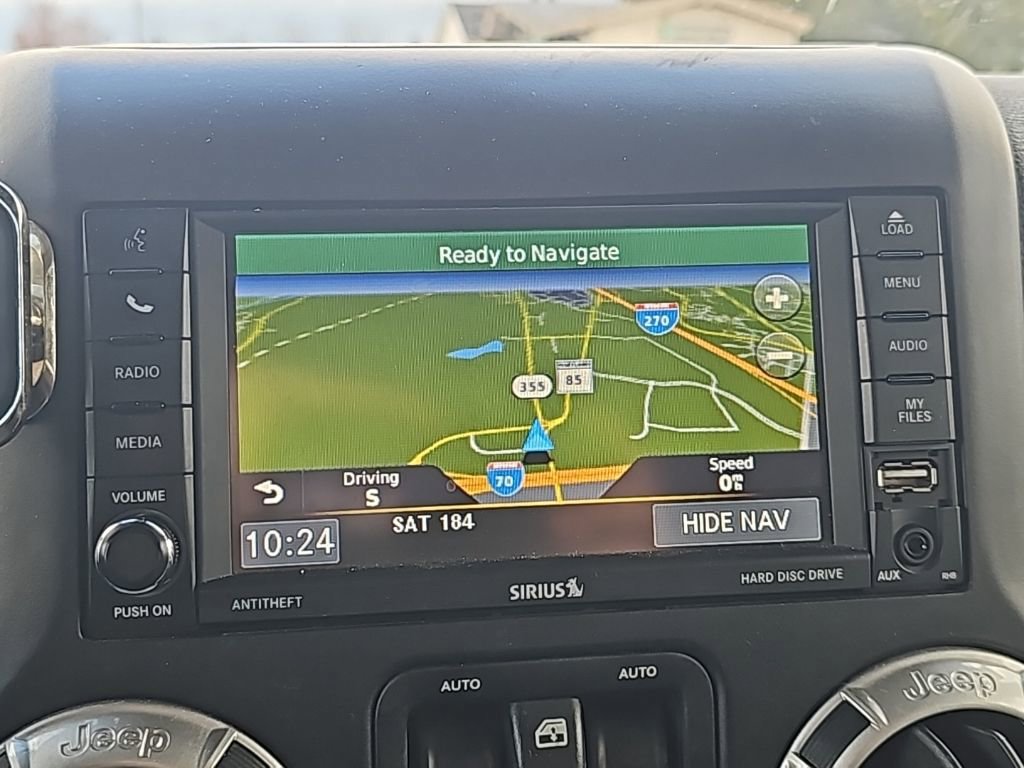 RADIO
MEDIA
VOLUME
PUSH ON
ANTITHEFT
Ready to Navigate
270
355
85
70
Driving
S
Speed
0
10:24
SAT 184
HIDE NAV
SIRIUS
HARD DISC DRIVE
LOAD
MENU
AUDIO
MY
FILES
AUX
RHB
AUTO
AUTO
Jeep
Jeep